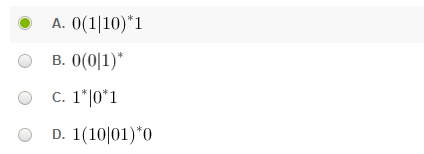 A. 0(1|10)*1
B. 0(0|1)*
C. 1*|0*1
D. 1(10|01)*0